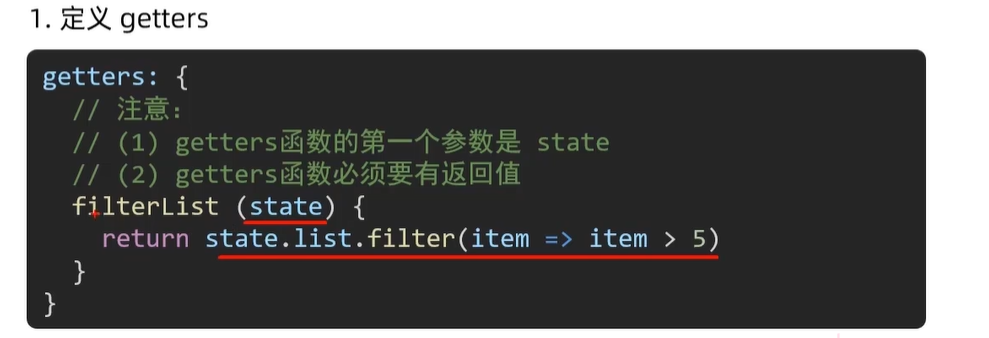 1. 定义 getters
getters: {
// 注意：
// (1) getters函数的第一个参数是 state
// (2) getters函数必须要有返回值
filterList (state) {
return state.list.filter(item => item > 5)
}
}